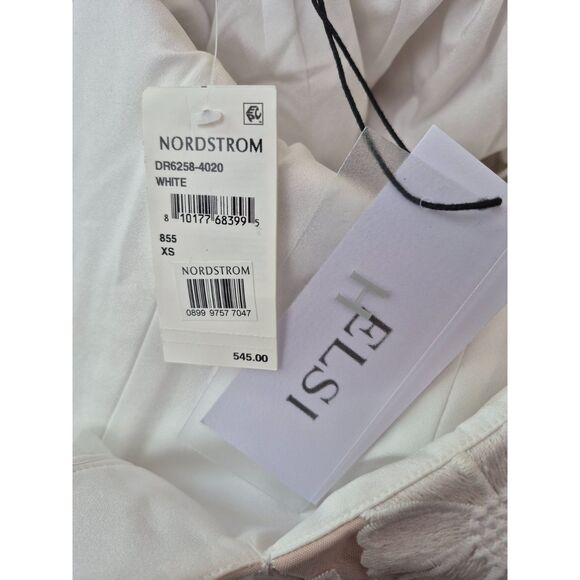 NORDSTROM
DR6258-4020
WHITE
8 10177 68399 5
855
XS
NORDSTROM
0899 9757 7047
545.00
HELSI